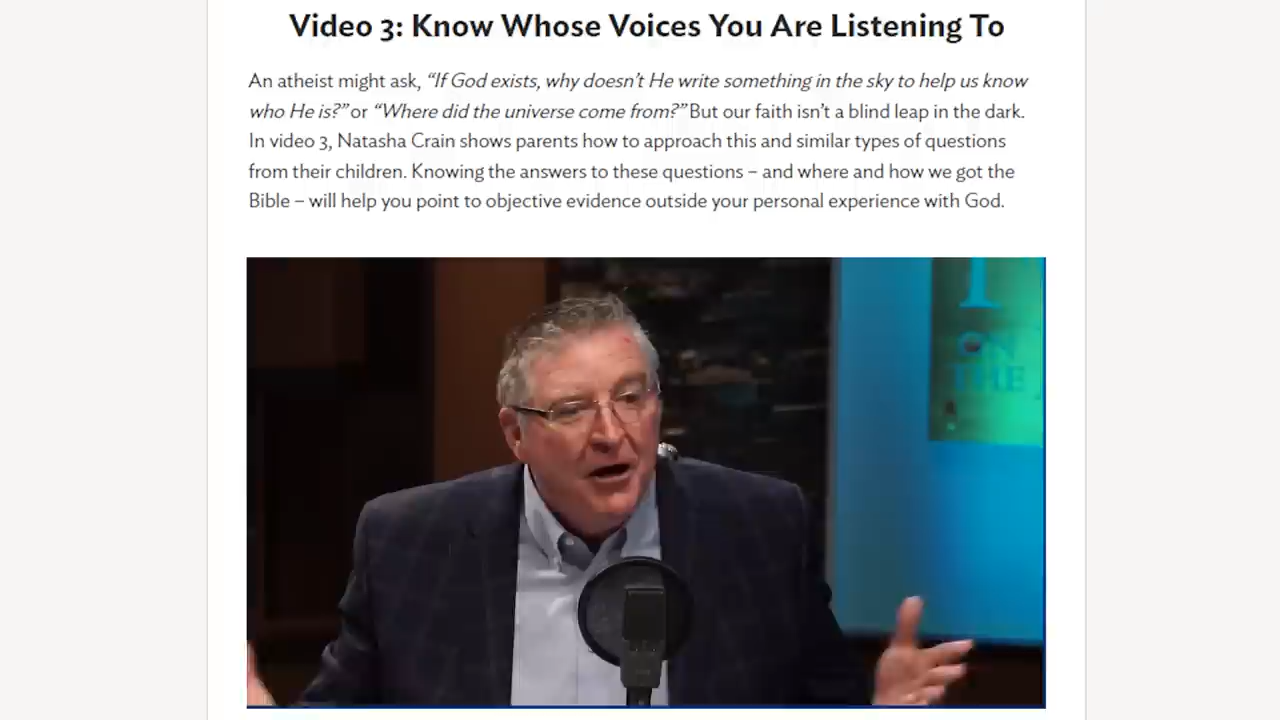 Video 3: Know Whose Voices You Are Listening To
An atheist might ask, “If God exists, why doesn’t He write something in the sky to help us know
who He is?” or “Where did the universe come from?” But our faith isn’t a blind leap in the dark.
In video 3, Natasha Crain shows parents how to approach this and similar types of questions
from their children. Knowing the answers to these questions – and where and how we got the
Bible – will help you point to objective evidence outside your personal experience with God.
ON
THE